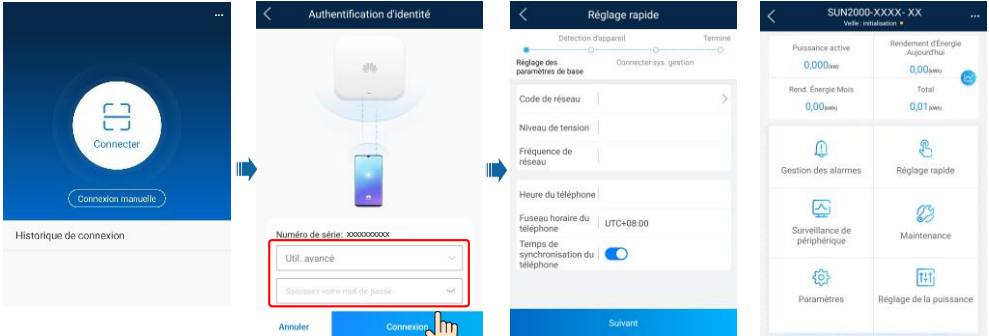 Connecter
Connexion manuelle
Historique de connexion
Authentification d'identité
Numéro de série: xxxxxxxxxx
Util. avancé
Saisissez votre mot de passe
Annuler
Connexion
Réglage rapide
Détection d'appareil
Terminé
Réglage des
paramètres de base
Connecter sys. gestion
Code de réseau
Niveau de tension
Fréquence de
réseau
Heure du téléphone
Fuseau horaire du
téléphone
UTC+08:00
Temps de
synchronisation du
téléphone
Suivant
SUN2000-XXXX- XX
Veille : initialisation
Puissance active
0,000(kW)
Rendement d'Énergie
Aujourd'hui
0,00(kWh)
Rend. Énergie Mois
0,00(kWh)
Total
0,01(kWh)
Gestion des alarmes
Réglage rapide
Surveillance de
périphérique
Maintenance
Paramètres
Réglage de la puissance